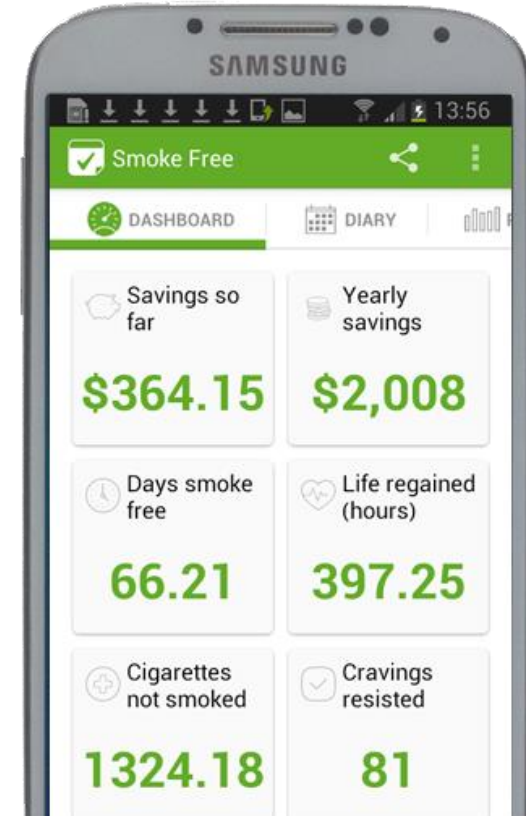 SAMSUNG
13:56
Smoke Free
DASHBOARD
DIARY
Savings so
far
$364.15
Yearly
savings
$2,008
Days smoke
free
66.21
Life regained
(hours)
397.25
Cigarettes
not smoked
1324.18
Cravings
resisted
81